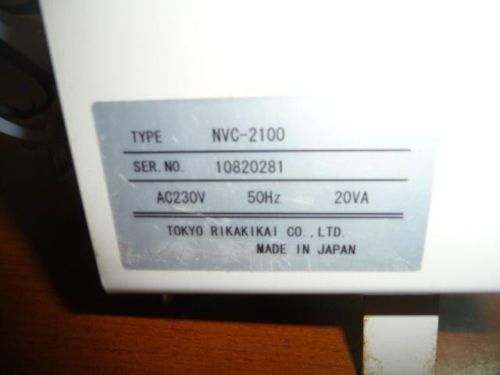 TYPE NVC-2100
SER.NO. 10820281
AC230V 50Hz 20VA
TOKYO RIKAKIKAI CO.,LTD.
MADE IN JAPAN